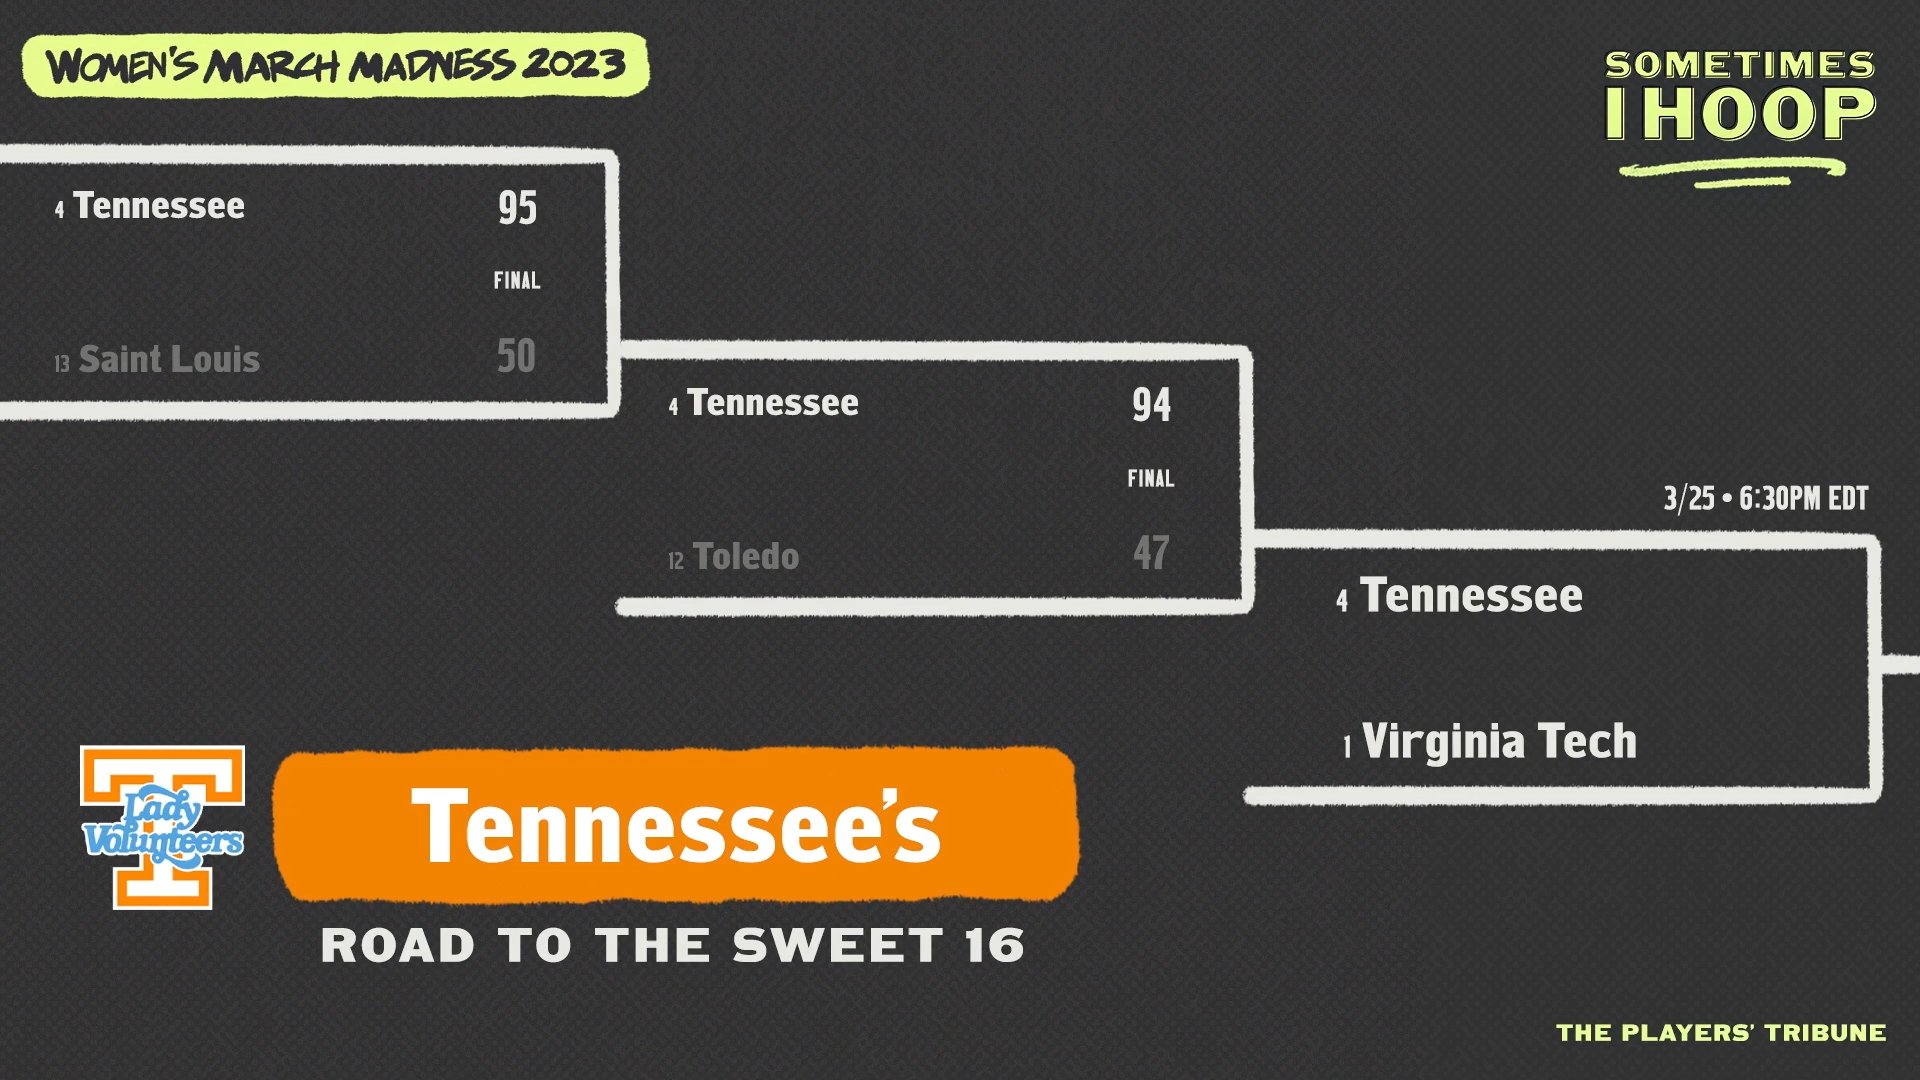 WOMEN'S MARCH MADNESS 2023
SOMETIMES
I HOOP
4 Tennessee 95
FINAL
13 Saint Louis 50
4 Tennessee 94
FINAL
12 Toledo 47
3/25 • 6:30PM EDT
4 Tennessee
1 Virginia Tech
Lady
Volunteers
Tennessee's
ROAD TO THE SWEET 16
THE PLAYERS' TRIBUNE